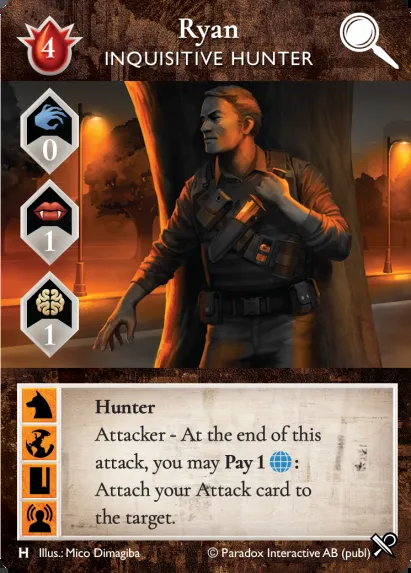 4
Ryan
INQUISITIVE HUNTER
0
1
1
Hunter
Attacker - At the end of this
attack, you may Pay 1 :
Attach your Attack card to
the target.
H Illus.: Mico Dimagiba © Paradox Interactive AB (publ)